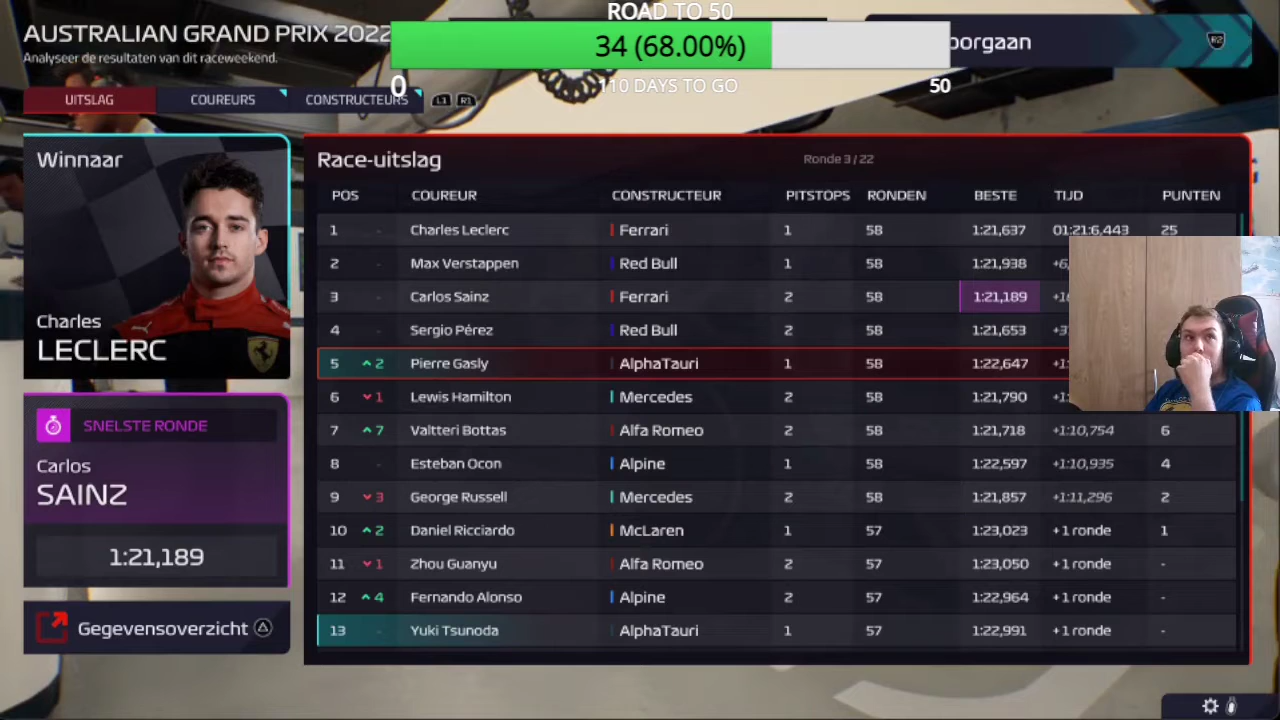 ROAD TO 50
34 (68.00%)
0
110 DAYS TO GO
50
AUSTRALIAN GRAND PRIX 2022
Analyseer de resultaten van dit raceweekend.
R2
UITSLAG
COUREURS
CONSTRUCTEURS
L1 R1
Winnaar
Charles
LECLERC
SNELSTE RONDE
Carlos
SAINZ
1:21,189
Gegevensoverzicht
Race-uitslag
Ronde 3 / 22
POS COUREUR CONSTRUCTEUR PITSTOPS RONDEN BESTE TIJD PUNTEN
1 - Charles Leclerc Ferrari 1 58 1:21,637 01:21:6,443 25
2 - Max Verstappen Red Bull 1 58 1:21,938
3 - Carlos Sainz Ferrari 2 58 1:21,189
4 - Sergio Pérez Red Bull 2 58 1:21,653
5 2 Pierre Gasly AlphaTauri 1 58 1:22,647
6 1 Lewis Hamilton Mercedes 2 58 1:21,790
7 7 Valtteri Bottas Alfa Romeo 2 58 1:21,718 +1:10,754 6
8 - Esteban Ocon Alpine 1 58 1:22,597 +1:10,935 4
9 3 George Russell Mercedes 2 58 1:21,857 +1:11,296 2
10 2 Daniel Ricciardo McLaren 1 57 1:23,023 +1 ronde 1
11 1 Zhou Guanyu Alfa Romeo 2 57 1:23,050 +1 ronde -
12 4 Fernando Alonso Alpine 2 57 1:22,964 +1 ronde -
13 - Yuki Tsunoda AlphaTauri 1 57 1:22,991 +1 ronde -